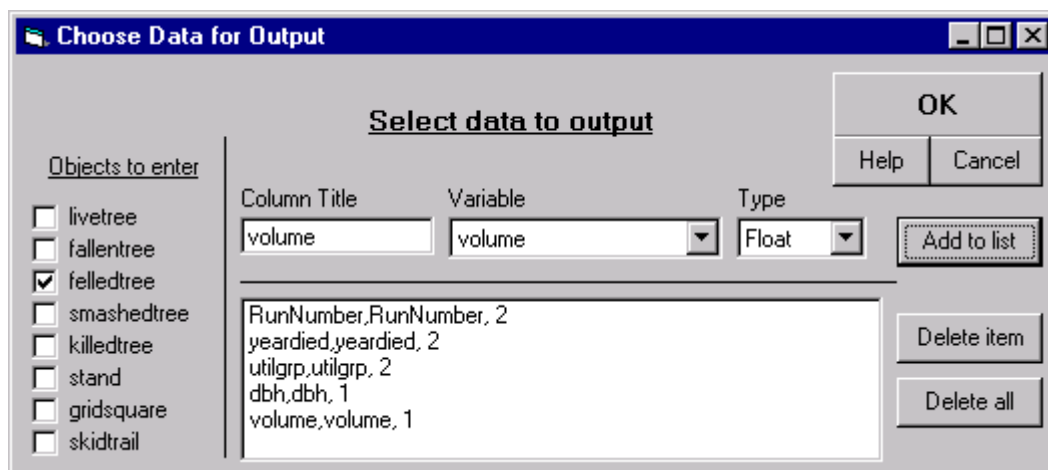 Choose Data for Output
Select data to output
OK
Help
Cancel
Objects to enter
livetree
fallentree
felledtree
smashedtree
killedtree
stand
gridsquare
skidtrail
Column Title
Variable
Type
volume
volume
Float
Add to list
RunNumber,RunNumber, 2
yeardied,yeardied, 2
utilgrp,utilgrp, 2
dbh,dbh, 1
volume,volume, 1
Delete item
Delete all